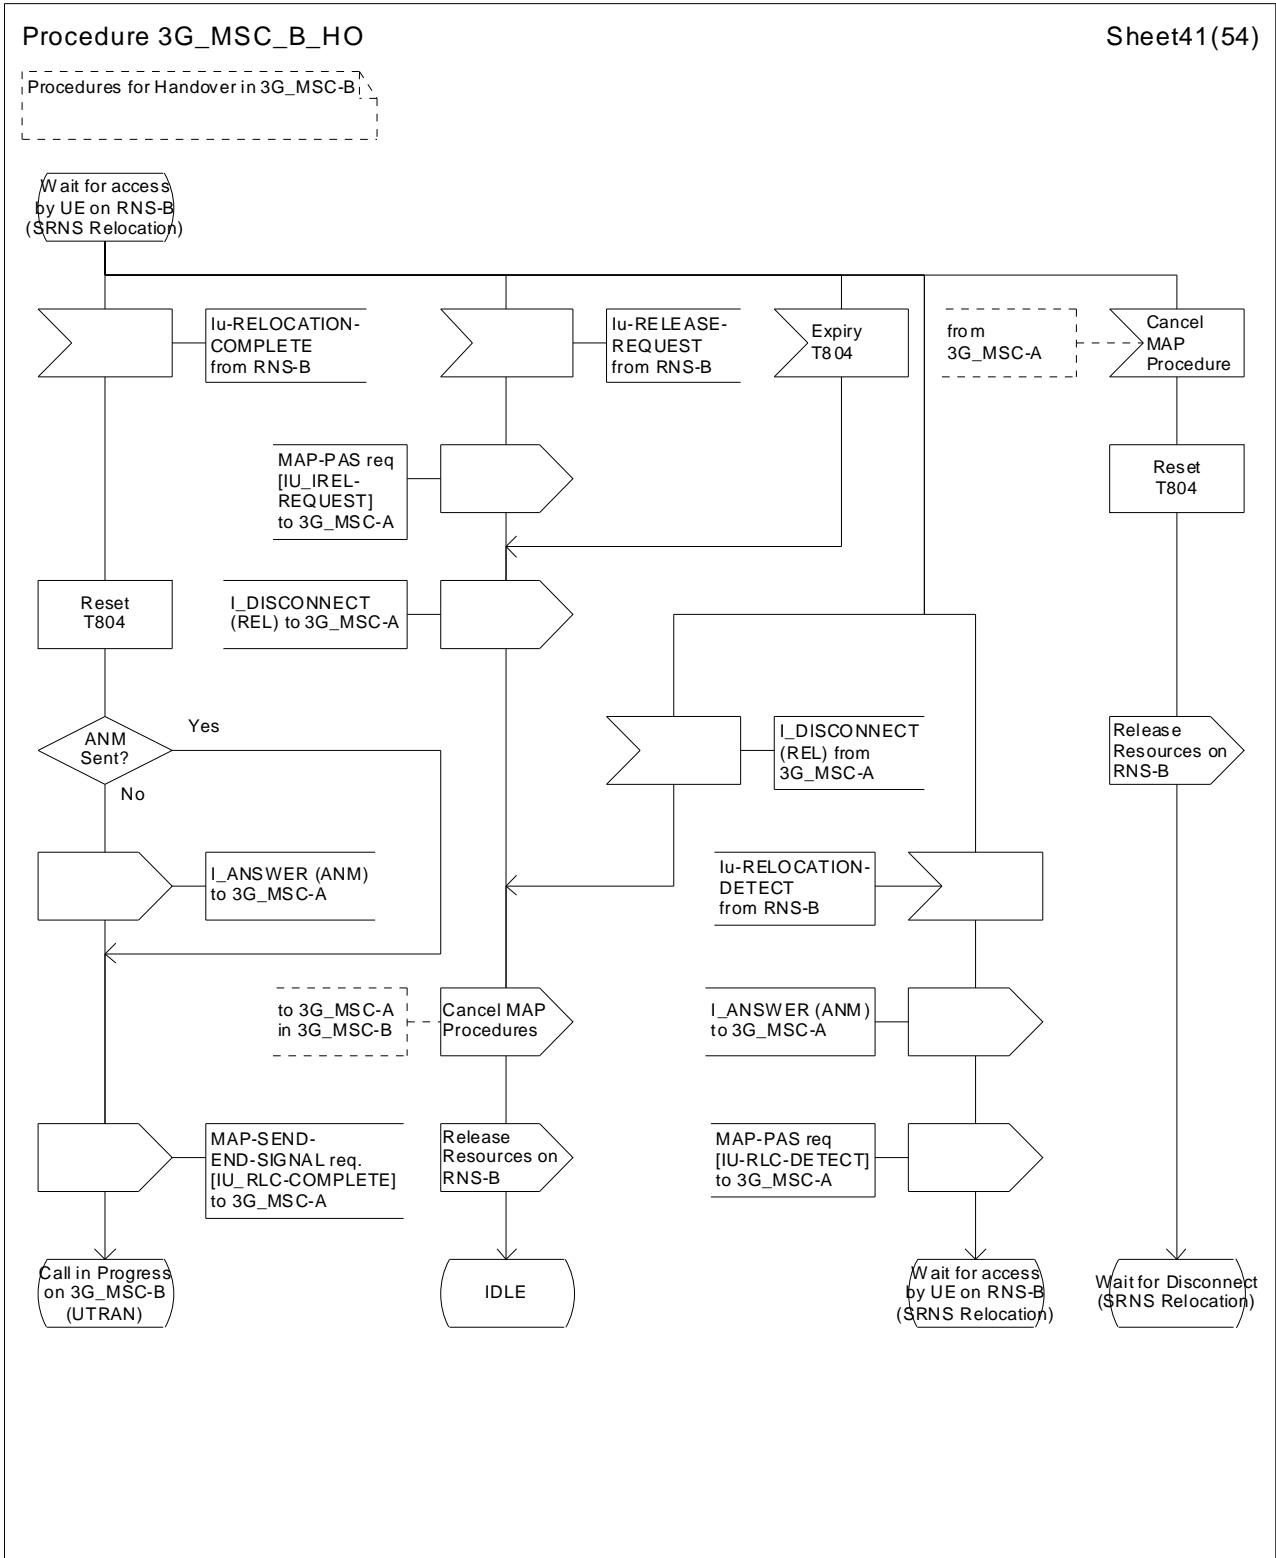 Procedure 3G_MSC_B_HO
Sheet41(54)
Procedures for Handover in 3G_MSC-B
Wait for access
by UE on RNS-B
(SRNS Relocation)
Iu-RELOCATION-
COMPLETE
from RNS-B
Iu-RELEASE-
REQUEST
from RNS-B
Expiry
T804
from
3G_MSC-A
Cancel
MAP
Procedure
MAP-PAS req
[IU_IREL-
REQUEST]
to 3G_MSC-A
Reset
T804
Reset
T804
I_DISCONNECT
(REL) to 3G_MSC-A
ANM
Sent?
Yes
No
I_DISCONNECT
(REL) from
3G_MSC-A
Release
Resources on
RNS-B
I_ANSWER (ANM)
to 3G_MSC-A
Iu-RELOCATION-
DETECT
from RNS-B
to 3G_MSC-A
in 3G_MSC-B
Cancel MAP
Procedures
I_ANSWER (ANM)
to 3G_MSC-A
MAP-SEND-
END-SIGNAL req.
[IU_RLC-COMPLETE]
to 3G_MSC-A
Release
Resources on
RNS-B
MAP-PAS req
[IU-RLC-DETECT]
to 3G_MSC-A
Call in Progress
on 3G_MSC-B
(UTRAN)
IDLE
Wait for access
by UE on RNS-B
(SRNS Relocation)
Wait for Disconnect
(SRNS Relocation)